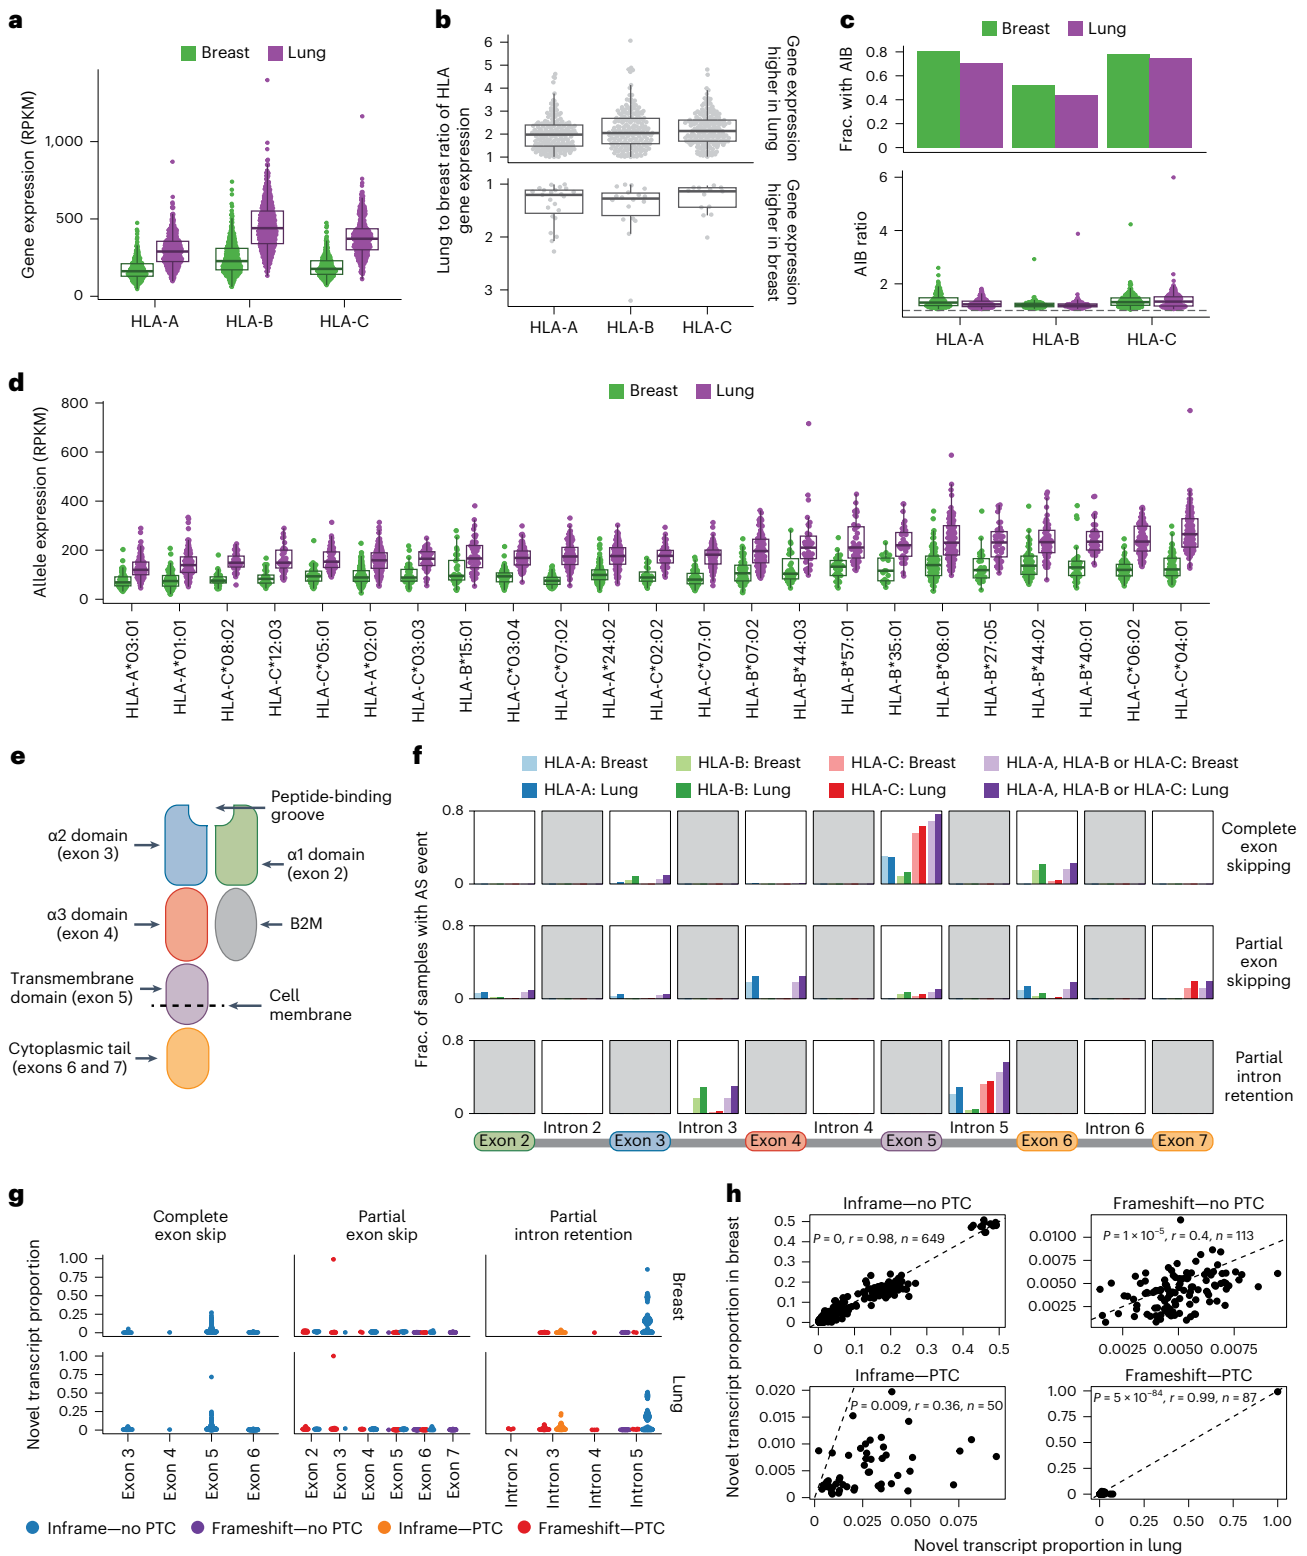 a
Breast
Lung
Gene expression (RPKM)
1,000
500
0
HLA-A
HLA-B
HLA-C
b
Lung to breast ratio of HLA
gene expression
6
5
4
3
2
1
1
2
3
Gene expression
higher in lung
Gene expression
higher in breast
HLA-A
HLA-B
HLA-C
c
Breast
Lung
Frac. with AIB
0.8
0.6
0.4
0.2
0
AIB ratio
6
4
2
HLA-A
HLA-B
HLA-C
d
Breast
Lung
Allele expression (RPKM)
800
600
400
200
0
HLA-A*03:01
HLA-A*01:01
HLA-C*08:02
HLA-C*12:03
HLA-C*05:01
HLA-A*02:01
HLA-C*03:03
HLA-B*15:01
HLA-C*03:04
HLA-C*07:02
HLA-A*24:02
HLA-C*02:02
HLA-C*07:01
HLA-B*07:02
HLA-B*44:03
HLA-B*57:01
HLA-B*35:01
HLA-B*08:01
HLA-B*27:05
HLA-B*44:02
HLA-B*40:01
HLA-C*06:02
HLA-C*04:01
e
Peptide-binding
groove
α2 domain
(exon 3)
α1 domain
(exon 2)
α3 domain
(exon 4)
B2M
Transmembrane
domain (exon 5)
Cell
membrane
Cytoplasmic tail
(exons 6 and 7)
f
HLA-A: Breast
HLA-B: Breast
HLA-C: Breast
HLA-A, HLA-B or HLA-C: Breast
HLA-A: Lung
HLA-B: Lung
HLA-C: Lung
HLA-A, HLA-B or HLA-C: Lung
Frac. of samples with AS event
0.8
0
Complete
exon
skipping
0.8
0
Partial
exon
skipping
0.8
0
Partial
intron
retention
Exon 2
Intron 2
Exon 3
Intron 3
Exon 4
Intron 4
Exon 5
Intron 5
Exon 6
Intron 6
Exon 7
g
Novel transcript proportion
Complete
exon skip
Partial
exon skip
Partial
intron retention
1.00
0.75
0.50
0.25
0
Breast
1.00
0.75
0.50
0.25
0
Lung
Exon 3
Exon 4
Exon 5
Exon 6
Exon 2
Exon 3
Exon 4
Exon 5
Exon 6
Exon 7
Intron 2
Intron 3
Intron 4
Intron 5
Inframe—no PTC
Frameshift—no PTC
Inframe—PTC
Frameshift—PTC
h
Novel transcript proportion in breast
Inframe—no PTC
P = 0, r = 0.98, n = 649
0.5
0.4
0.3
0.2
0.1
0
0
0.1
0.2
0.3
0.4
0.5
Frameshift—no PTC
P = 1 × 10⁻⁵, r = 0.4, n = 113
0.0100
0.0075
0.0050
0.0025
0.0025
0.0050
0.0075
Inframe—PTC
P = 0.009, r = 0.36, n = 50
0.020
0.015
0.010
0.005
0
0
0.025
0.050
0.075
Frameshift—PTC
P = 5 × 10⁻⁸⁴, r = 0.99, n = 87
1.00
0.75
0.50
0.25
0
0
0.25
0.50
0.75
1.00
Novel transcript proportion in lung